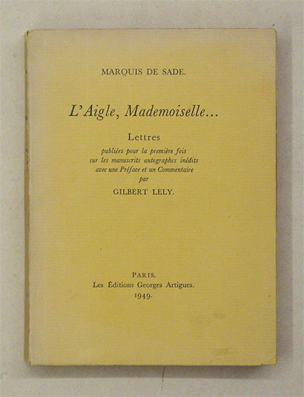 MARQUIS DE SADE.
L'Aigle, Mademoiselle...
Lettres
publiées pour la première fois
sur les manuscrits autographes inédits
avec une Préface et un Commentaire
par
GILBERT LELY.
PARIS.
Les Éditions Georges Artigues.
1949.